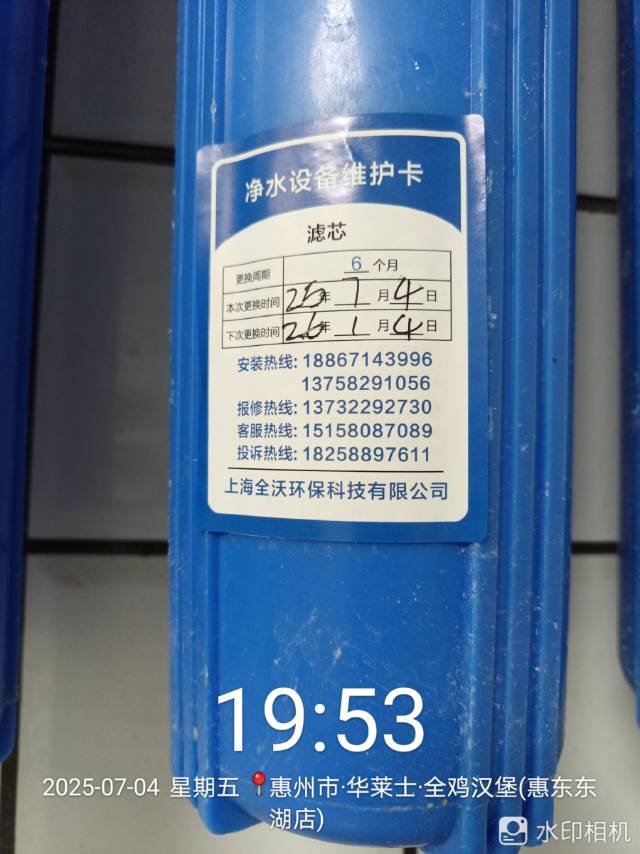 净水设备维护卡
滤芯
更换周期 6 个月
本次更换时间 25年 7 月 4 日
下次更换时间 26年 1 月 4 日
安装热线: 18867143996
13758291056
报修热线: 13732292730
客服热线: 15158087089
投诉热线: 18258897611
上海全沃环保科技有限公司
19:53
2025-07-04 星期五 惠州市·华莱士·全鸡汉堡(惠东东
湖店)
水印相机